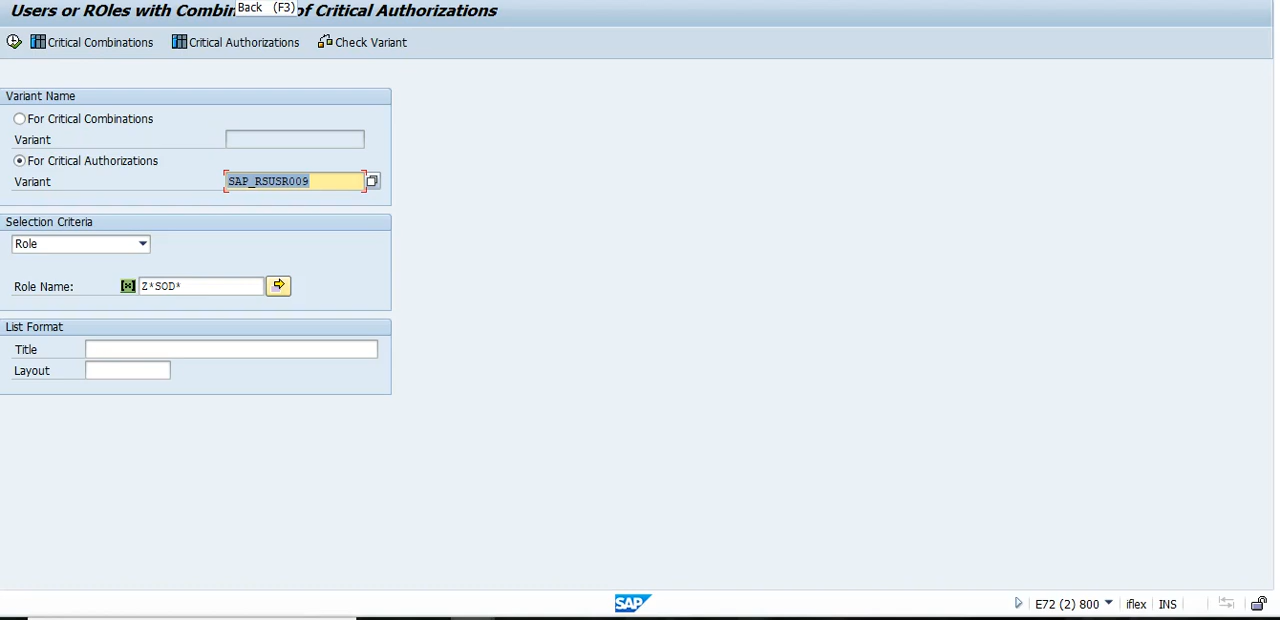 Users or ROles with Combin of Critical Authorizations
Back (F3)
Critical Combinations Critical Authorizations Check Variant
Variant Name
For Critical Combinations
Variant
For Critical Authorizations
Variant SAP_RSUSR009
Selection Criteria
Role
Role Name: Z*SOD*
List Format
Title
Layout
SAP E72 (2) 800 iflex INS